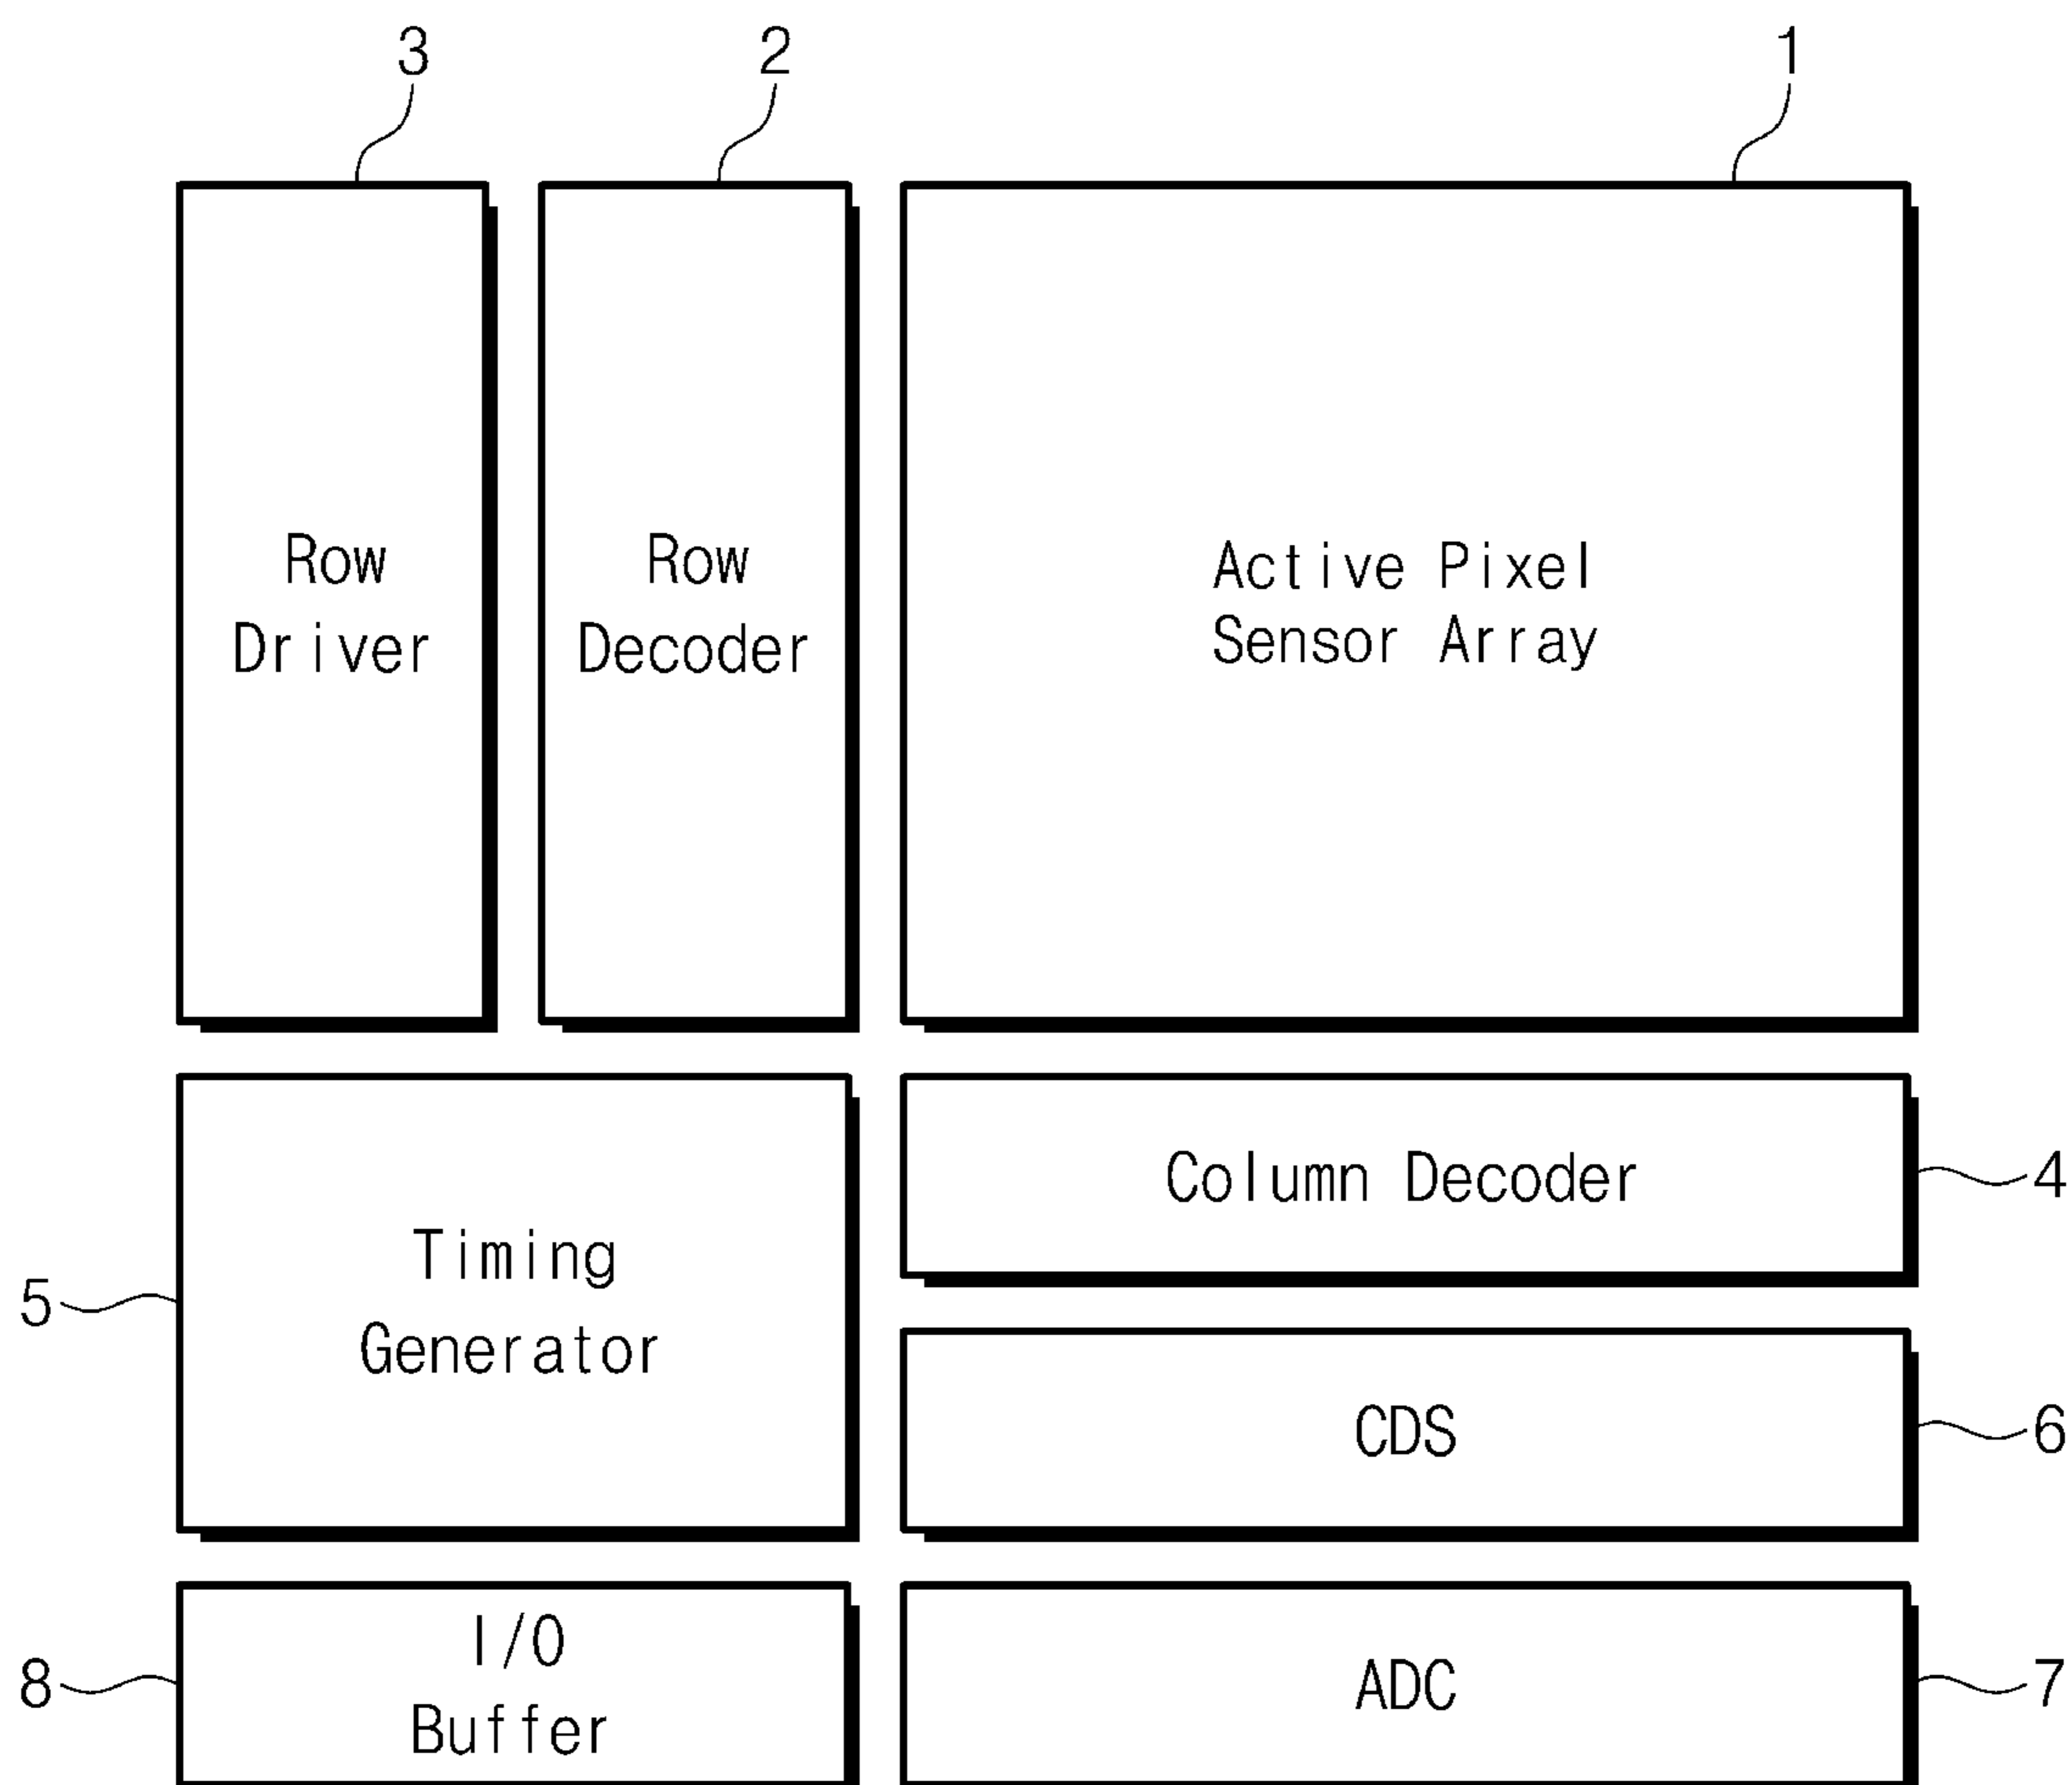 3
2
1
Row
Driver
Row
Decoder
Active Pixel
Sensor Array
Column Decoder
4
Timing
Generator
5
CDS
6
I/O
Buffer
8
ADC
7